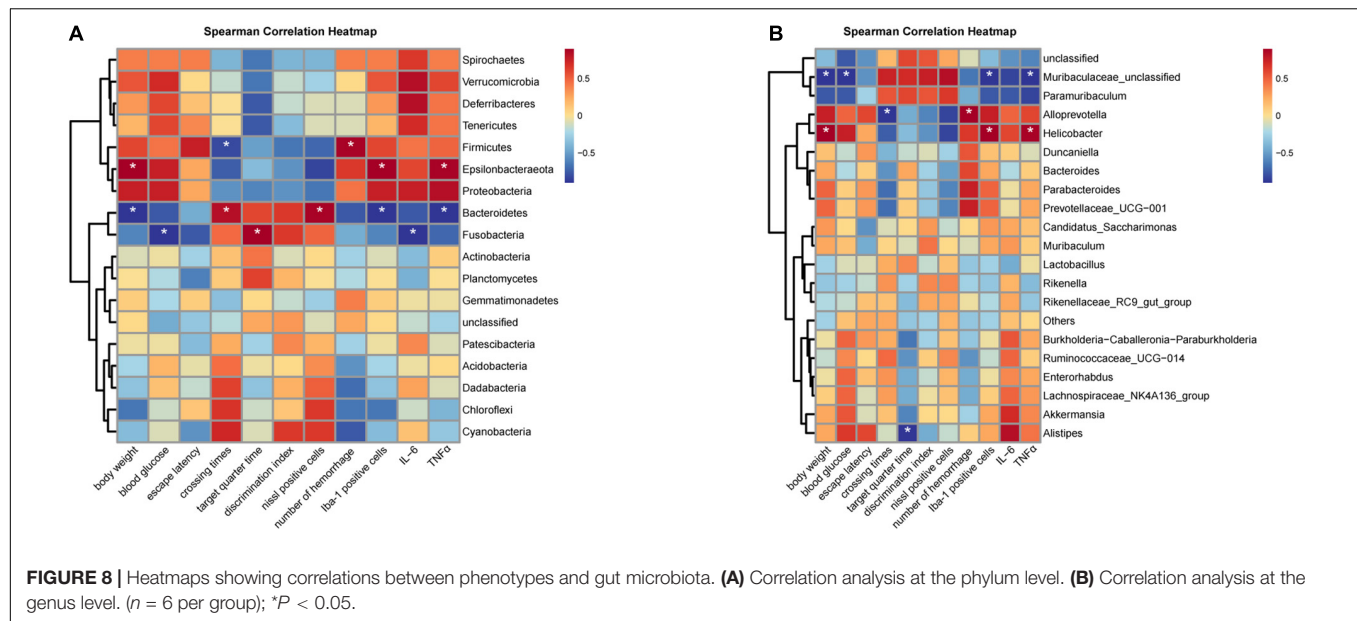 A
Spearman Correlation Heatmap
Spirochaetes
Verrucomicrobia
Deferribacteres
Tenericutes
Firmicutes
Epsilonbacteraeota
Proteobacteria
Bacteroidetes
Fusobacteria
Actinobacteria
Planctomycetes
Gemmatimonadetes
unclassified
Patescibacteria
Acidobacteria
Dadabacteria
Chloroflexi
Cyanobacteria
0.5
0
−0.5
* *
* * *
* * * * *
* * *
body weight
blood glucose
escape latency
crossing times
target quarter time
discrimination index
nissl positive cells
number of hemorrhage
Iba-1 positive cells
IL-6
TNFα
B
Spearman Correlation Heatmap
unclassified
Muribaculaceae_unclassified
Paramuribaculum
Alloprevotella
Helicobacter
Duncaniella
Bacteroides
Parabacteroides
Prevotellaceae_UCG−001
Candidatus_Saccharimonas
Muribaculum
Lactobacillus
Rikenella
Rikenellaceae_RC9_gut_group
Others
Burkholderia−Caballeronia−Paraburkholderia
Ruminococcaceae_UCG−014
Enterorhabdus
Lachnospiraceae_NK4A136_group
Akkermansia
Alistipes
0.5
0
−0.5
* * * *
* *
* * *
*
body weight
blood glucose
escape latency
crossing times
target quarter time
discrimination index
nissl positive cells
number of hemorrhage
Iba-1 positive cells
IL-6
TNFα
FIGURE 8 | Heatmaps showing correlations between phenotypes and gut microbiota. (A) Correlation analysis at the phylum level. (B) Correlation analysis at the
genus level. (n = 6 per group); *P < 0.05.